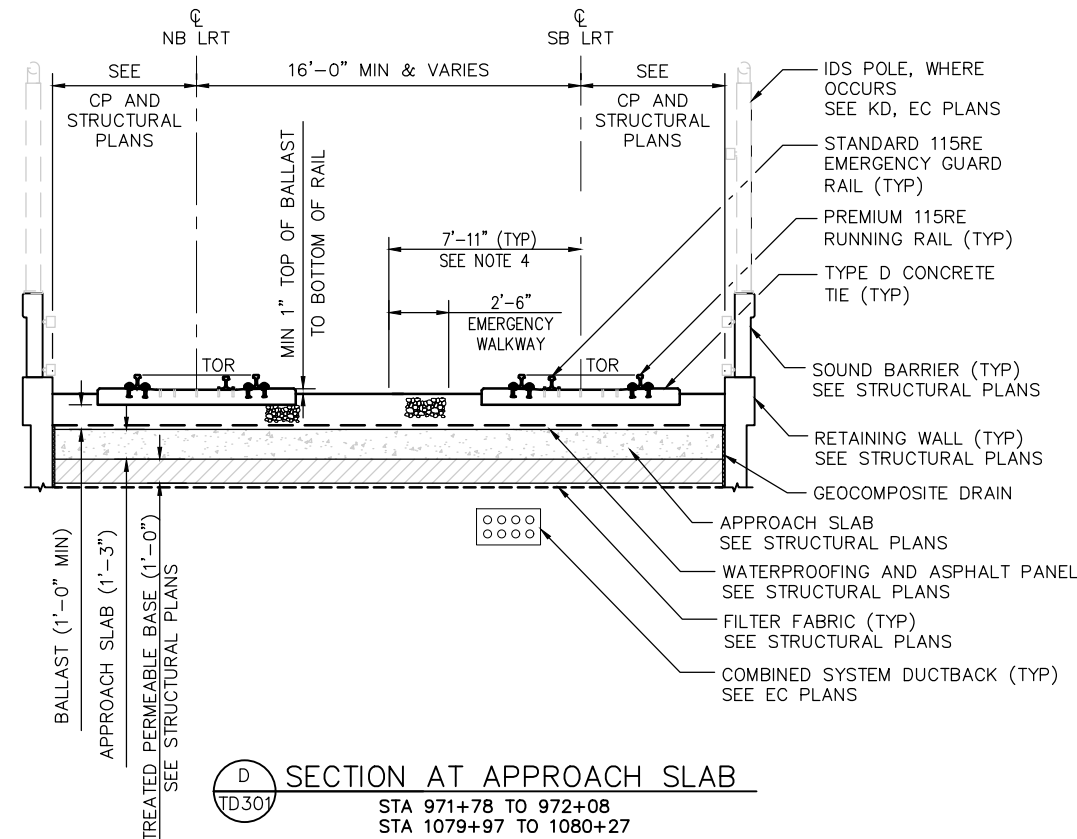 ℄
NB LRT
℄
SB LRT
SEE
CP AND
STRUCTURAL
PLANS
16'-0" MIN & VARIES
SEE
CP AND
STRUCTURAL
PLANS
IDS POLE, WHERE
OCCURS
SEE KD, EC PLANS
STANDARD 115RE
EMERGENCY GUARD
RAIL (TYP)
PREMIUM 115RE
RUNNING RAIL (TYP)
TYPE D CONCRETE
TIE (TYP)
MIN 1" TOP OF BALLAST
TO BOTTOM OF RAIL
7'-11" (TYP)
SEE NOTE 4
2'-6"
EMERGENCY
WALKWAY
TOR
TOR
SOUND BARRIER (TYP)
SEE STRUCTURAL PLANS
RETAINING WALL (TYP)
SEE STRUCTURAL PLANS
GEOCOMPOSITE DRAIN
APPROACH SLAB
SEE STRUCTURAL PLANS
WATERPROOFING AND ASPHALT PANEL
SEE STRUCTURAL PLANS
FILTER FABRIC (TYP)
SEE STRUCTURAL PLANS
COMBINED SYSTEM DUCTBACK (TYP)
SEE EC PLANS
BALLAST (1'-0" MIN)
APPROACH SLAB (1'-3")
TREATED PERMEABLE BASE (1'-0")
SEE STRUCTURAL PLANS
D
TD301
SECTION AT APPROACH SLAB
STA 971+78 TO 972+08
STA 1079+97 TO 1080+27